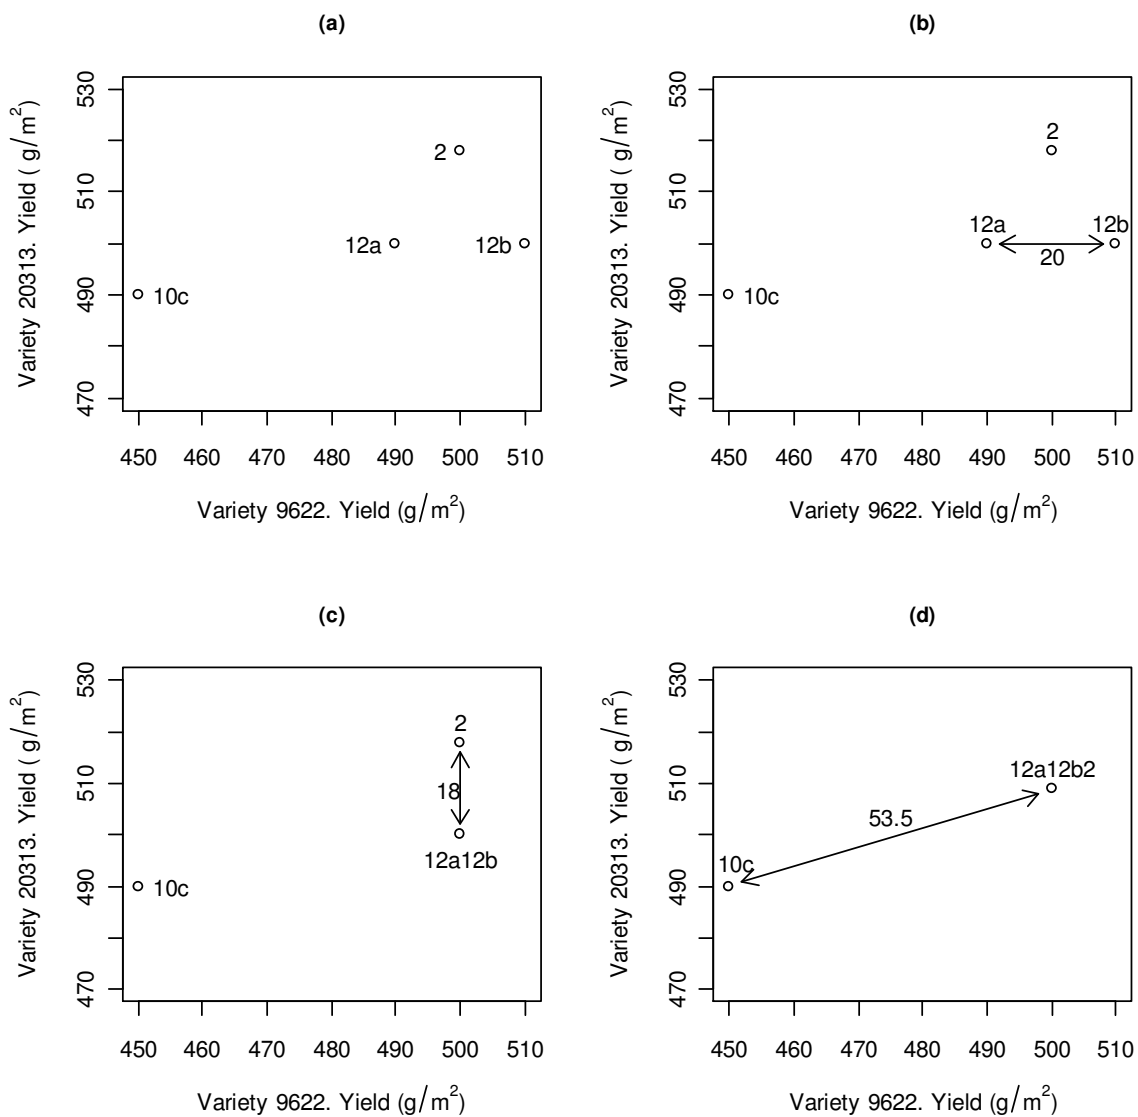 (a)
530
510
490
470
Variety 20313. Yield ( g/m²)
2
12a
12b
10c
450 460 470 480 490 500 510
Variety 9622. Yield (g/m²)
(b)
530
510
490
470
Variety 20313. Yield ( g/m²)
2
12a
12b
20
10c
450 460 470 480 490 500 510
Variety 9622. Yield (g/m²)
(c)
530
510
490
470
Variety 20313. Yield ( g/m²)
2
18
12a12b
10c
450 460 470 480 490 500 510
Variety 9622. Yield (g/m²)
(d)
530
510
490
470
Variety 20313. Yield ( g/m²)
12a12b2
53.5
10c
450 460 470 480 490 500 510
Variety 9622. Yield (g/m²)